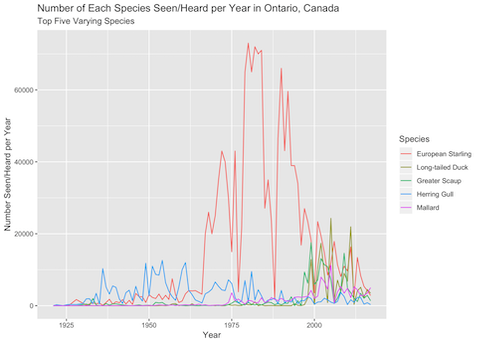 Number of Each Species Seen/Heard per Year in Ontario, Canada
Top Five Varying Species
Number Seen/Heard per Year
60000
40000
20000
0
1925
1950
1975
2000
Year
Species
European Starling
Long-tailed Duck
Greater Scaup
Herring Gull
Mallard